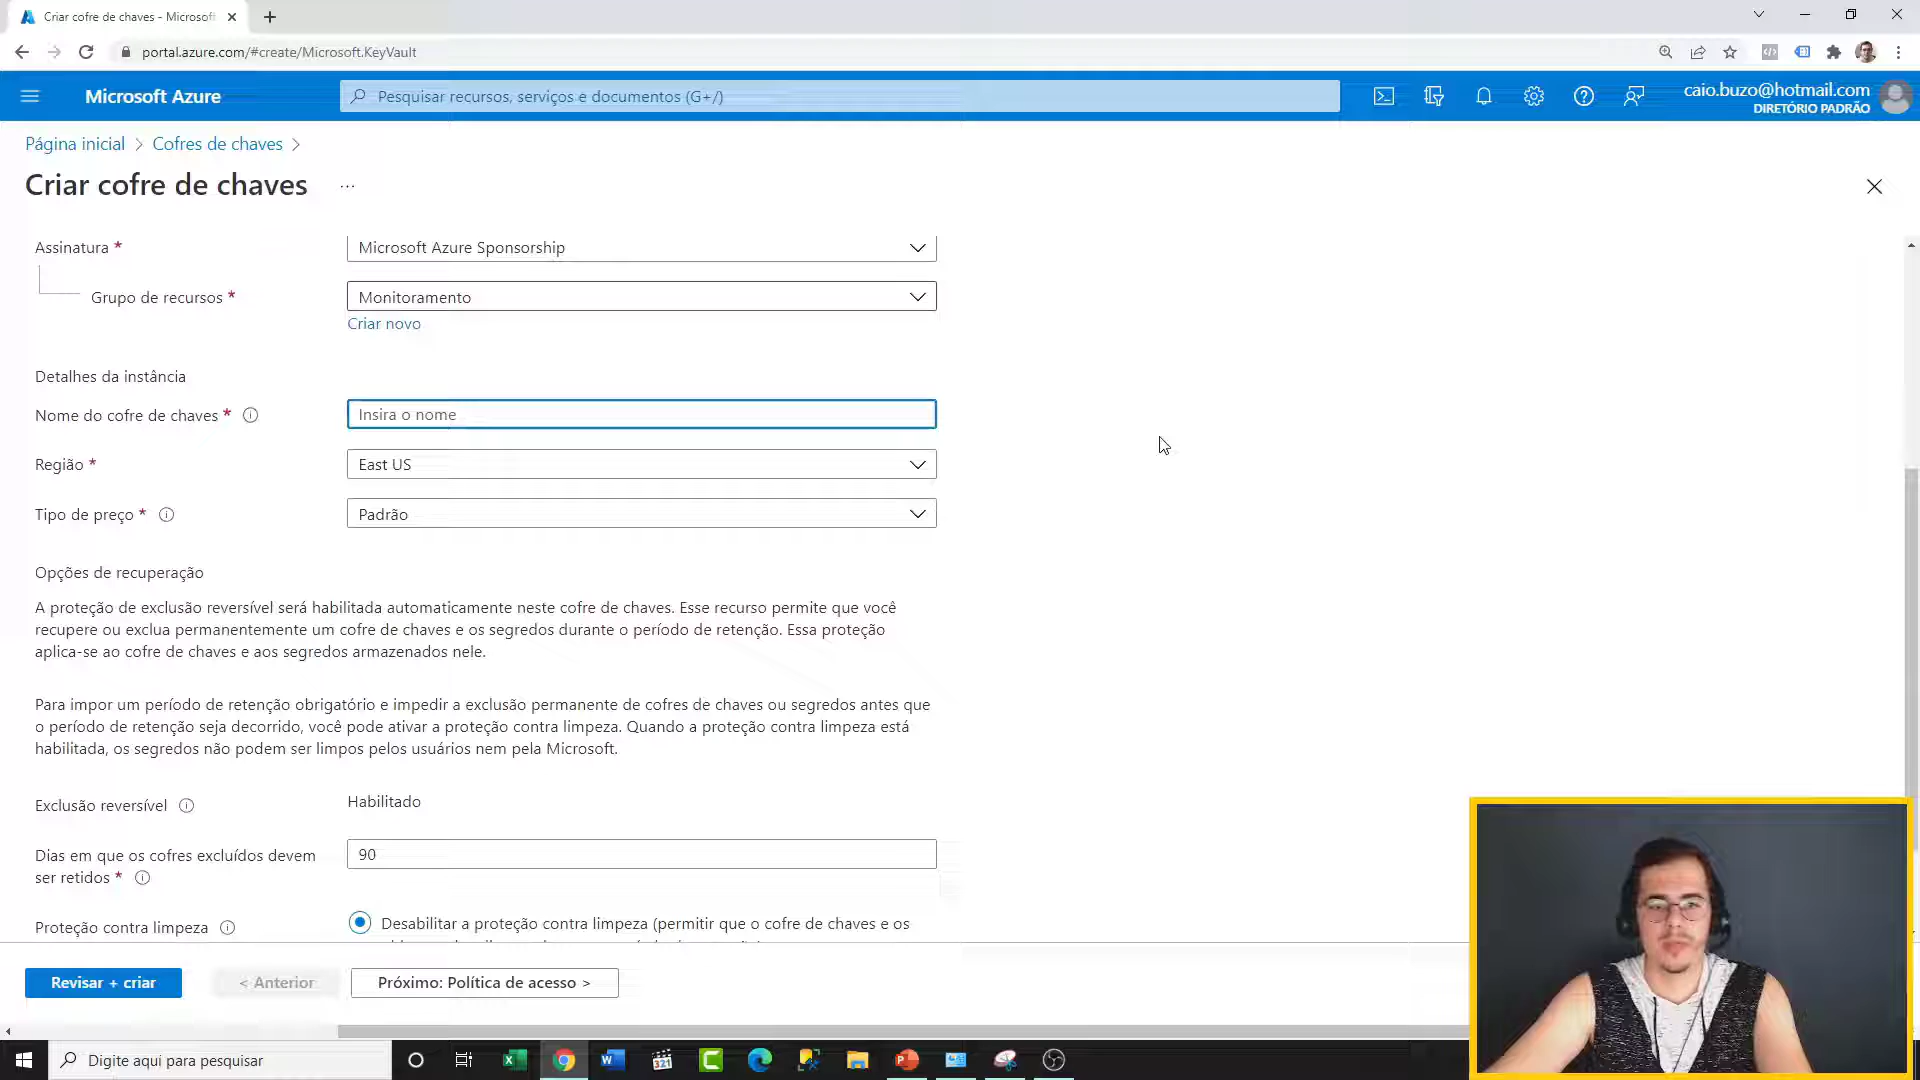 Criar cofre de chaves - Microsoft
portal.azure.com/#create/Microsoft.KeyVault
Microsoft Azure
Pesquisar recursos, serviços e documentos (G+/)
caio.buzo@hotmail.com
DIRETÓRIO PADRÃO
Página inicial > Cofres de chaves >
Criar cofre de chaves ...
Assinatura *
Microsoft Azure Sponsorship
Grupo de recursos *
Monitoramento
Criar novo
Detalhes da instância
Nome do cofre de chaves *
Insira o nome
Região *
East US
Tipo de preço *
Padrão
Opções de recuperação
A proteção de exclusão reversível será habilitada automaticamente neste cofre de chaves. Esse recurso permite que você
recupere ou exclua permanentemente um cofre de chaves e os segredos durante o período de retenção. Essa proteção
aplica-se ao cofre de chaves e aos segredos armazenados nele.
Para impor um período de retenção obrigatório e impedir a exclusão permanente de cofres de chaves ou segredos antes que
o período de retenção seja decorrido, você pode ativar a proteção contra limpeza. Quando a proteção contra limpeza está
habilitada, os segredos não podem ser limpos pelos usuários nem pela Microsoft.
Exclusão reversível
Habilitado
Dias em que os cofres excluídos devem
ser retidos *
90
Proteção contra limpeza
Desabilitar a proteção contra limpeza (permitir que o cofre de chaves e os
Revisar + criar
< Anterior
Próximo: Política de acesso >
Digite aqui para pesquisar